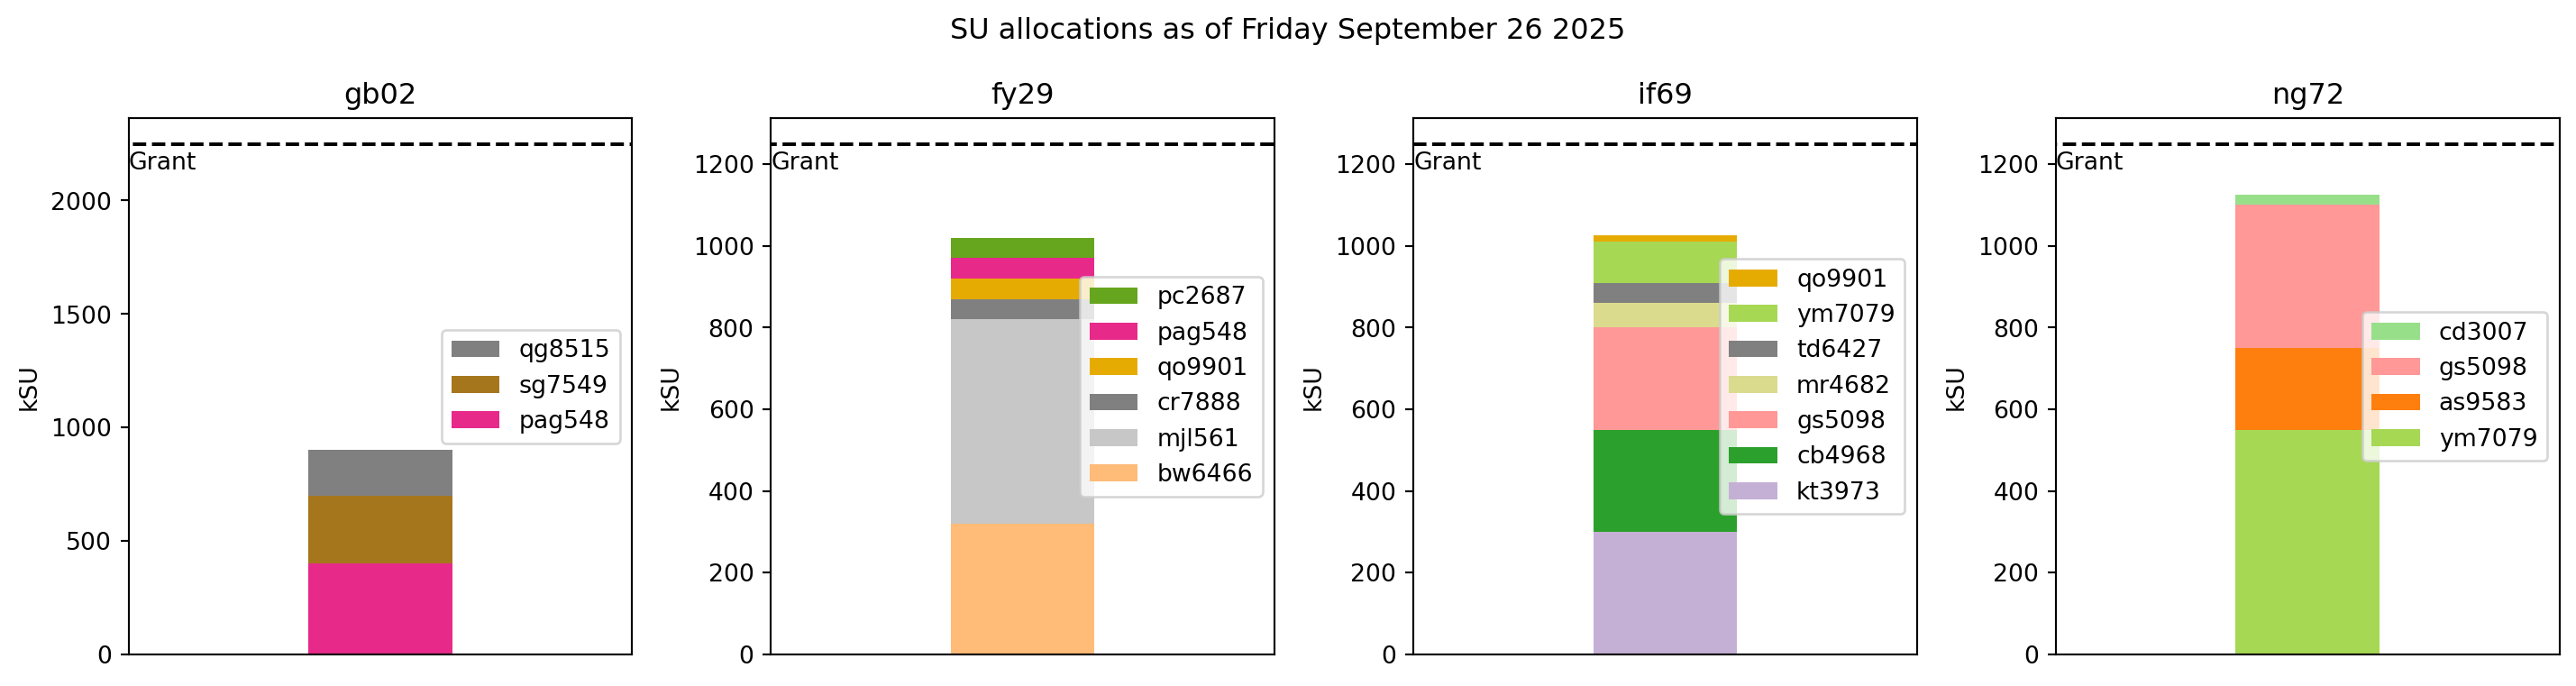 SU allocations as of Friday September 26 2025
gb02
kSU
2000
1500
1000
500
0
Grant
qg8515
sg7549
pag548
fy29
kSU
1200
1000
800
600
400
200
0
Grant
pc2687
pag548
qo9901
cr7888
mjl561
bw6466
if69
kSU
1200
1000
800
600
400
200
0
Grant
qo9901
ym7079
td6427
mr4682
gs5098
cb4968
kt3973
ng72
kSU
1200
1000
800
600
400
200
0
Grant
cd3007
gs5098
as9583
ym7079